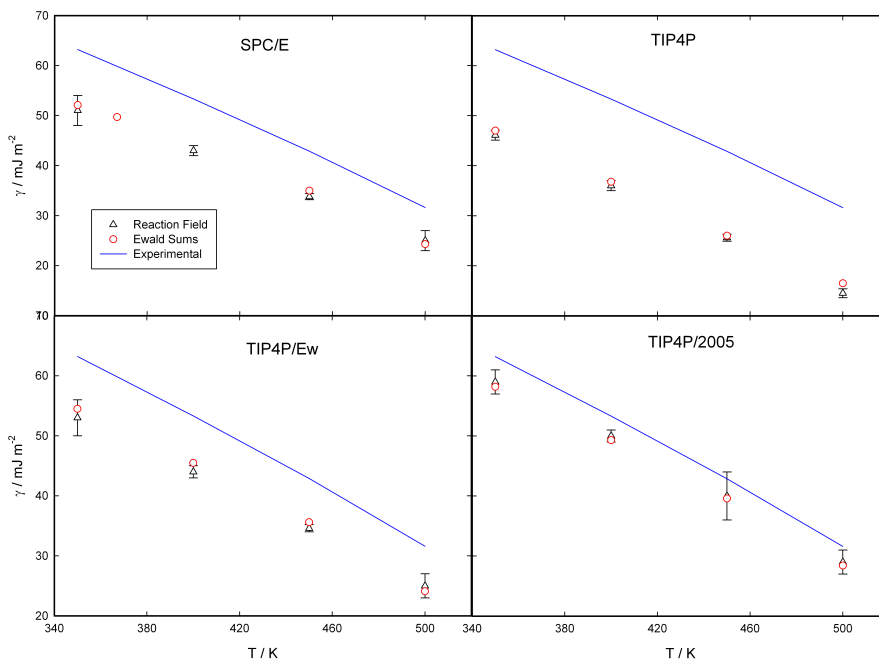 SPC/E
TIP4P
70
60
50
40
30
20
10
γ / mJ m-2
Reaction Field
Ewald Sums
Experimental
TIP4P/Ew
TIP4P/2005
60
50
40
30
20
γ / mJ m-2
340 380 420 460 500
340 380 420 460 500
T / K
T / K